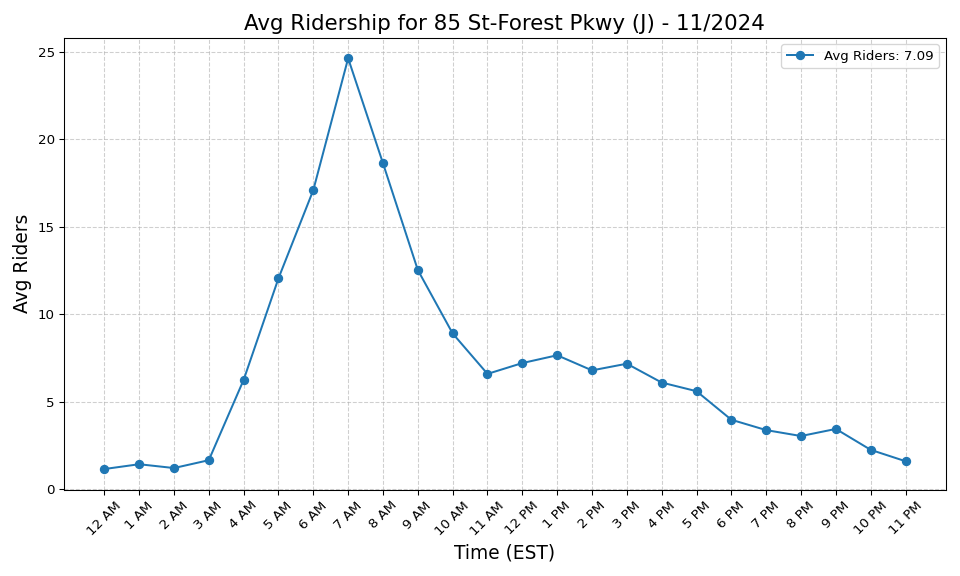 Avg Ridership for 85 St-Forest Pkwy (J) - 11/2024
Avg Riders: 7.09
Avg Riders
25
20
15
10
5
0
12 AM
1 AM
2 AM
3 AM
4 AM
5 AM
6 AM
7 AM
8 AM
9 AM
10 AM
11 AM
12 PM
1 PM
2 PM
3 PM
4 PM
5 PM
6 PM
7 PM
8 PM
9 PM
10 PM
11 PM
Time (EST)